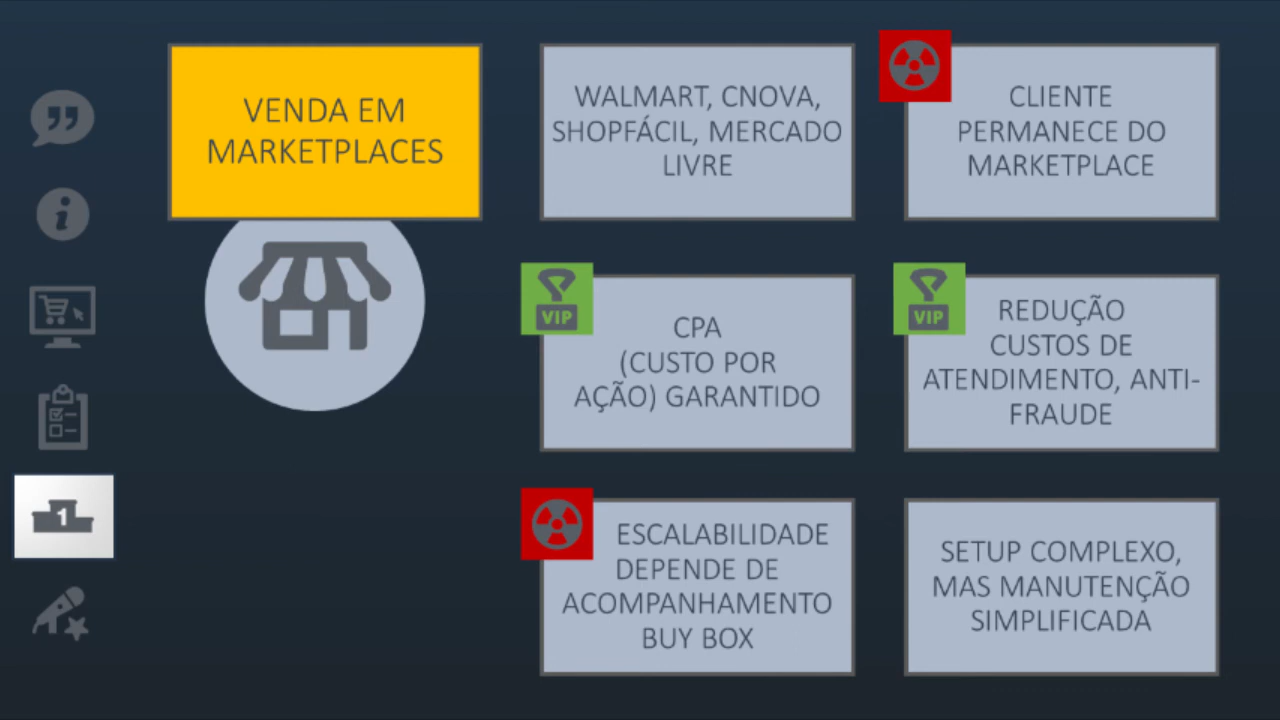 VENDA EM
MARKETPLACES
WALMART, CNOVA,
SHOPFÁCIL, MERCADO
LIVRE
CLIENTE
PERMANECE DO
MARKETPLACE
VIP
CPA
(CUSTO POR
AÇÃO) GARANTIDO
VIP
REDUÇÃO
CUSTOS DE
ATENDIMENTO, ANTI-
FRAUDE
1
ESCALABILIDADE
DEPENDE DE
ACOMPANHAMENTO
BUY BOX
SETUP COMPLEXO,
MAS MANUTENÇÃO
SIMPLIFICADA